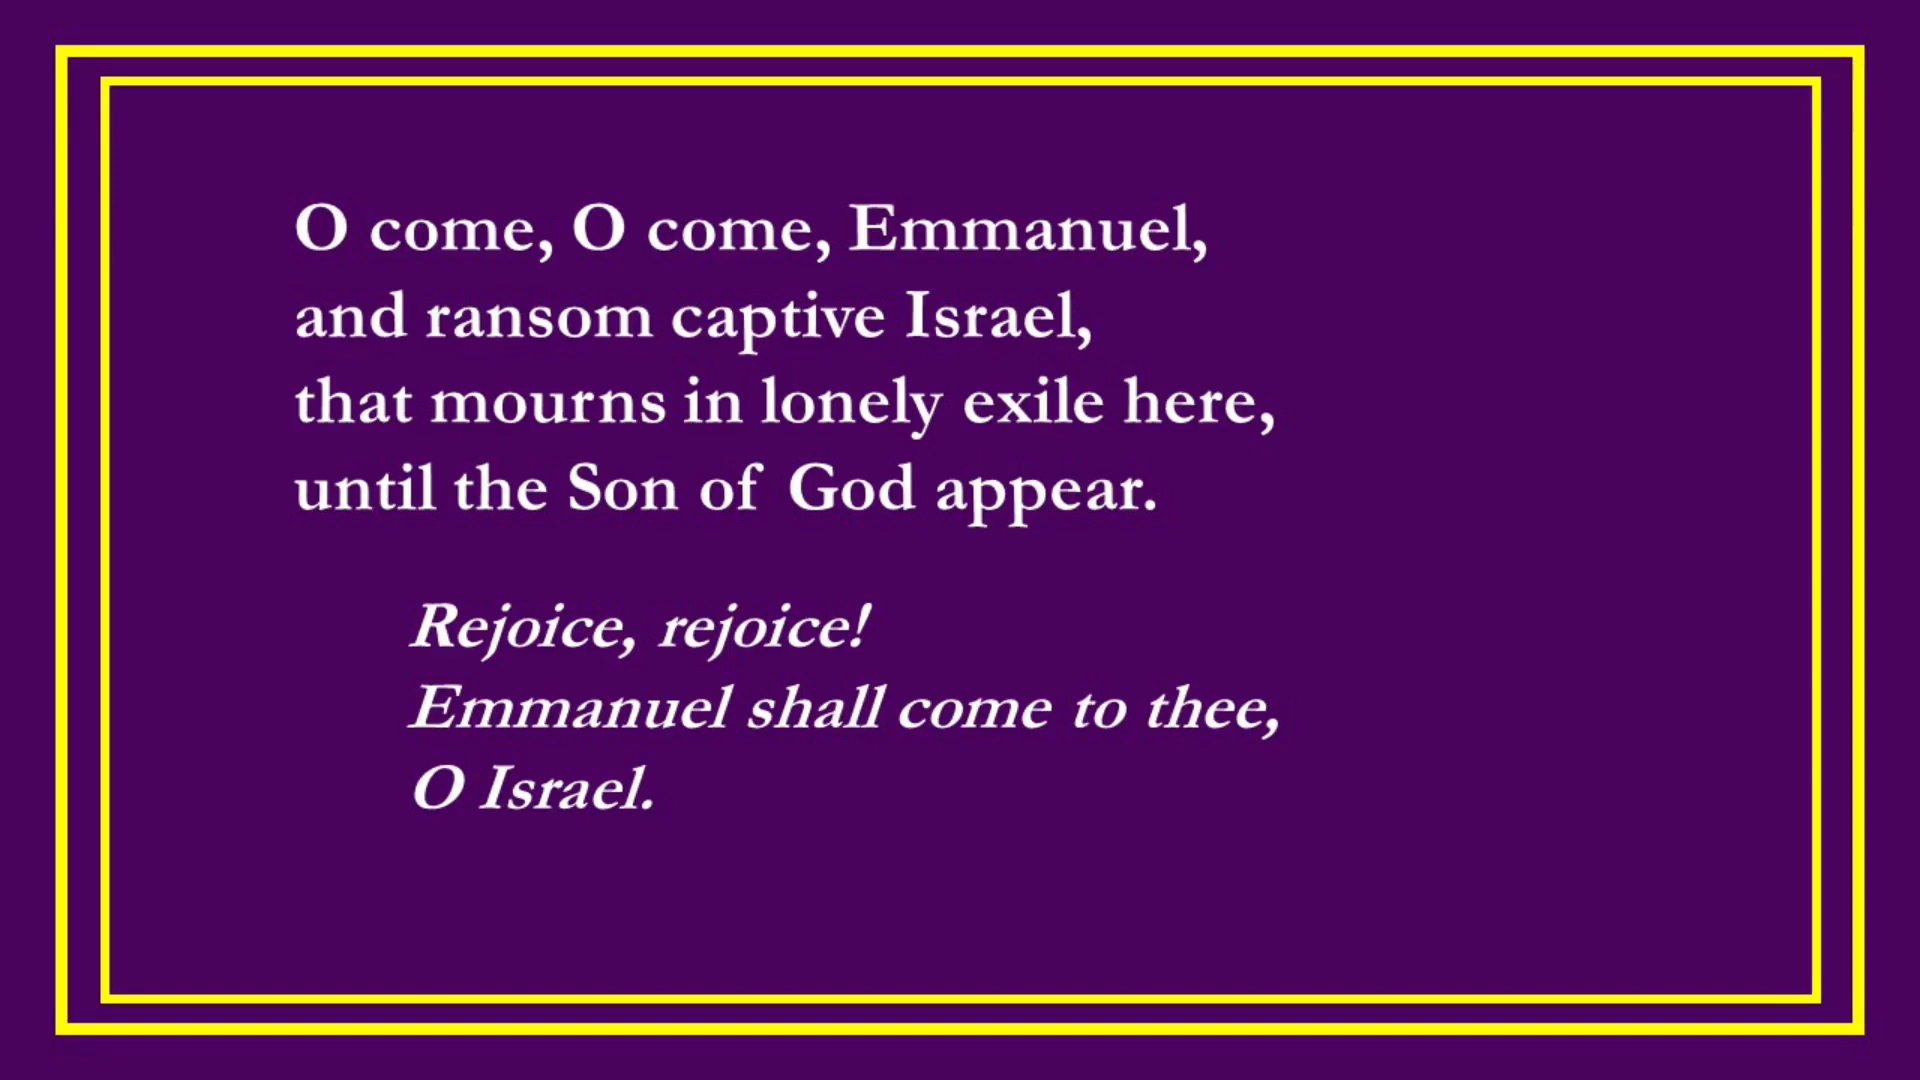 O come, O come, Emmanuel,
and ransom captive Israel,
that mourns in lonely exile here,
until the Son of God appear.
Rejoice, rejoice!
Emmanuel shall come to thee,
O Israel.